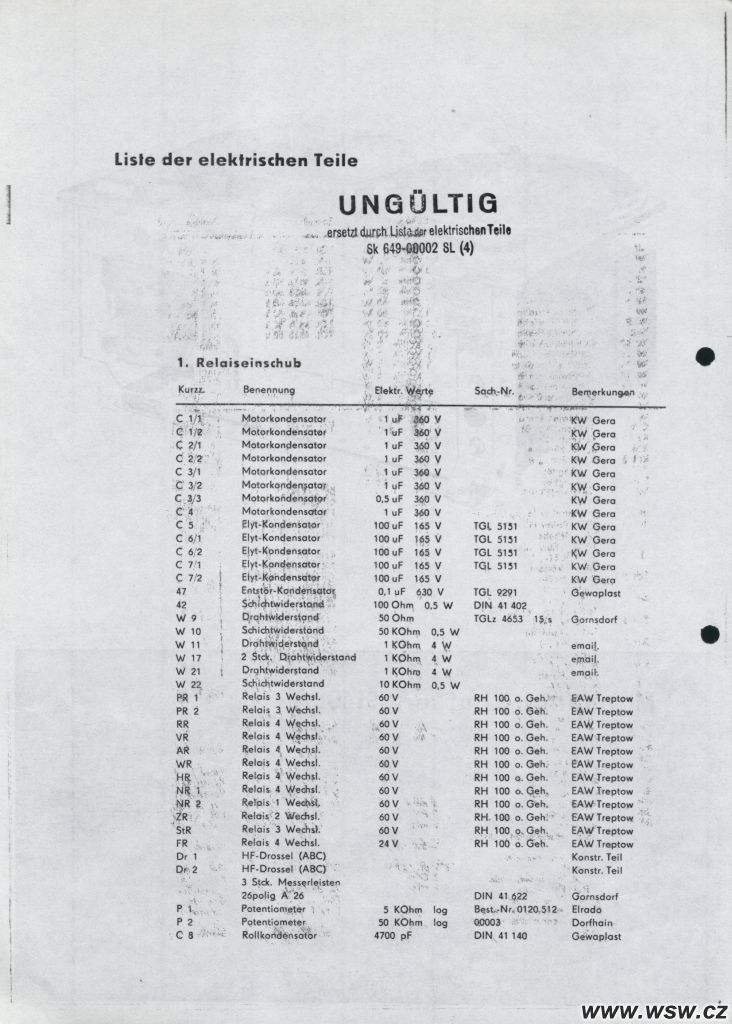 Liste der elektrischen Teile
UNGÜLTIG
ersetzt durch Liste der elektrischen Teile
Sk 649-00002 SL (4)
1. Relaiseinschub
Kurzz. Benennung Elektr. Werte Sach-Nr. Bemerkungen
C 1/1 Motorkondensator 1 uF 360 V KW Gera
C 1/2 Motorkondensator 1 uF 360 V KW Gera
C 2/1 Motorkondensator 1 uF 360 V KW Gera
C 2/2 Motorkondensator 1 uF 360 V KW Gera
C 3/1 Motorkondensator 1 uF 360 V KW Gera
C 3/2 Motorkondensator 1 uF 360 V KW Gera
C 3/3 Motorkondensator 0,5 uF 360 V KW Gera
C 4 Motorkondensator 1 uF 360 V KW Gera
C 5 Elyt-Kondensator 100 uF 165 V TGL 5151 KW Gera
C 6/1 Elyt-Kondensator 100 uF 165 V TGL 5151 KW Gera
C 6/2 Elyt-Kondensator 100 uF 165 V TGL 5151 KW Gera
C 7/1 Elyt-Kondensator 100 uF 165 V TGL 5151 KW Gera
C 7/2 Elyt-Kondensator 100 uF 165 V KW Gera
47 Entstör-Kondensator 0,1 uF 630 V TGL 9291 Gewaplast
42 Schichtwiderstand 100 Ohm 0,5 W DIN 41 402
W 9 Drahtwiderstand 50 Ohm TGLz 4653 15 s Gornsdorf
W 10 Schichtwiderstand 50 KOhm 0,5 W
W 11 Drahtwiderstand 1 KOhm 4 W email.
W 17 2 Stck. Drahtwiderstand 1 KOhm 4 W email.
W 21 Drahtwiderstand 1 KOhm 4 W email.
W 22 Schichtwiderstand 10 KOhm 0,5 W
PR 1 Relais 3 Wechsl. 60 V RH 100 o. Geh. EAW Treptow
PR 2 Relais 3 Wechsl. 60 V RH 100 o. Geh. EAW Treptow
RR Relais 4 Wechsl. 60 V RH 100 o. Geh. EAW Treptow
VR Relais 4 Wechsl. 60 V RH 100 o. Geh. EAW Treptow
AR Relais 4 Wechsl. 60 V RH 100 o. Geh. EAW Treptow
WR Relais 4 Wechsl. 60 V RH 100 o. Geh. EAW Treptow
HR Relais 4 Wechsl. 60 V RH 100 o. Geh. EAW Treptow
NR 1 Relais 4 Wechsl. 60 V RH 100 o. Geh. EAW Treptow
NR 2 Relais 1 Wechsl. 60 V RH 100 o. Geh. EAW Treptow
ZR Relais 2 Wechsl. 60 V RH 100 o. Geh. EAW Treptow
StR Relais 3 Wechsl. 60 V RH 100 o. Geh. EAW Treptow
FR Relais 4 Wechsl. 24 V RH 100 o. Geh. EAW Treptow
Dr 1 HF-Drossel (ABC) Konstr. Teil
Dr 2 HF-Drossel (ABC) Konstr. Teil
3 Stck. Messerleisten
26polig A 26 DIN 41 622 Gornsdorf
P 1 Potentiometer 5 KOhm log Best.-Nr. 0120.512 Elrado
P 2 Potentiometer 50 KOhm log 00003 Dorfhain
C 8 Rollkondensator 4700 pF DIN 41 140 Gewaplast
www.wsw.cz